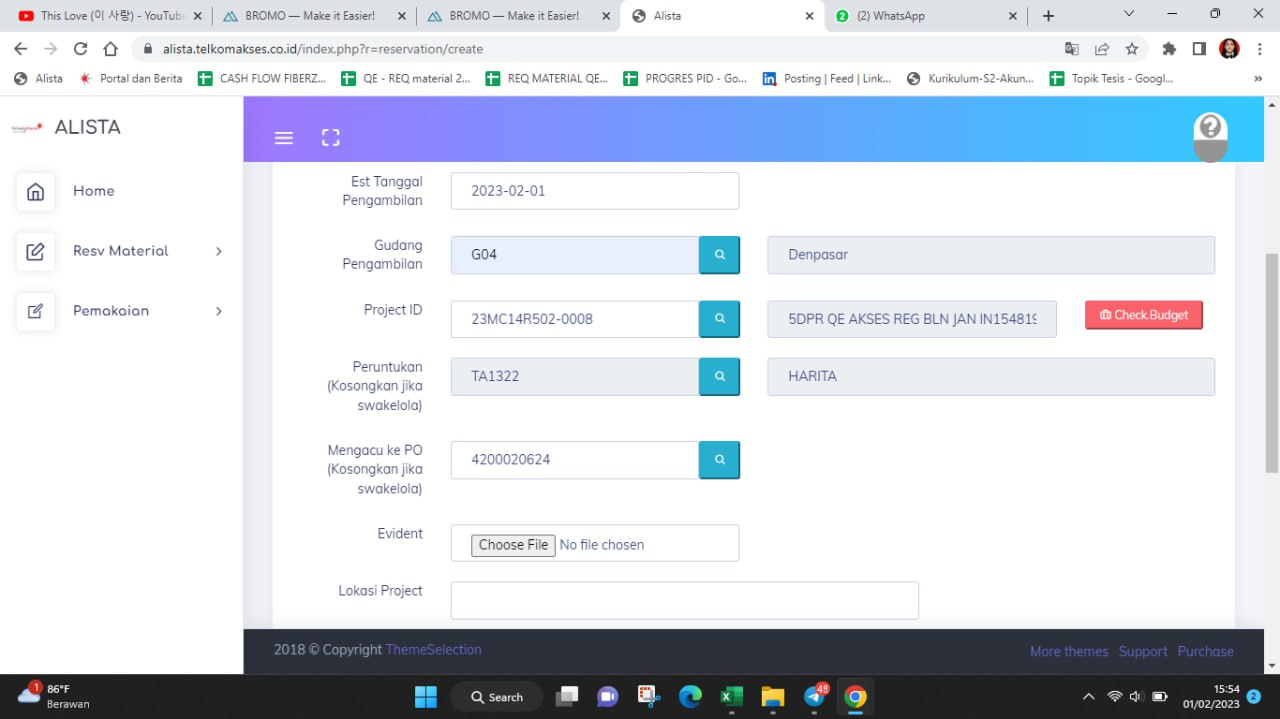 This Love (이 사랑) - YouTube
BROMO — Make it Easier!
BROMO — Make it Easier!
Alista
(2) WhatsApp
alista.telkomakses.co.id/index.php?r=reservation/create
Alista
Portal dan Berita
CASH FLOW FIBERZ...
QE - REQ material 2...
REQ MATERIAL QE...
PROGRES PID - Go...
Posting | Feed | Link...
Kurikulum-S2-Akun...
Topik Tesis - Googl...
ALISTA
Home
Resv Material
Pemakaian
Est Tanggal
Pengambilan
2023-02-01
Gudang
Pengambilan
G04
Denpasar
Project ID
23MC14R502-0008
5DPR QE AKSES REG BLN JAN IN154819
Check.Budget
Peruntukan
(Kosongkan jika
swakelola)
TA1322
HARITA
Mengacu ke PO
(Kosongkan jika
swakelola)
4200020624
Evident
Choose File No file chosen
Lokasi Project
2018 © Copyright ThemeSelection
More themes Support Purchase
1
86°F
Berawan
Search
48
15:54
01/02/2023
2